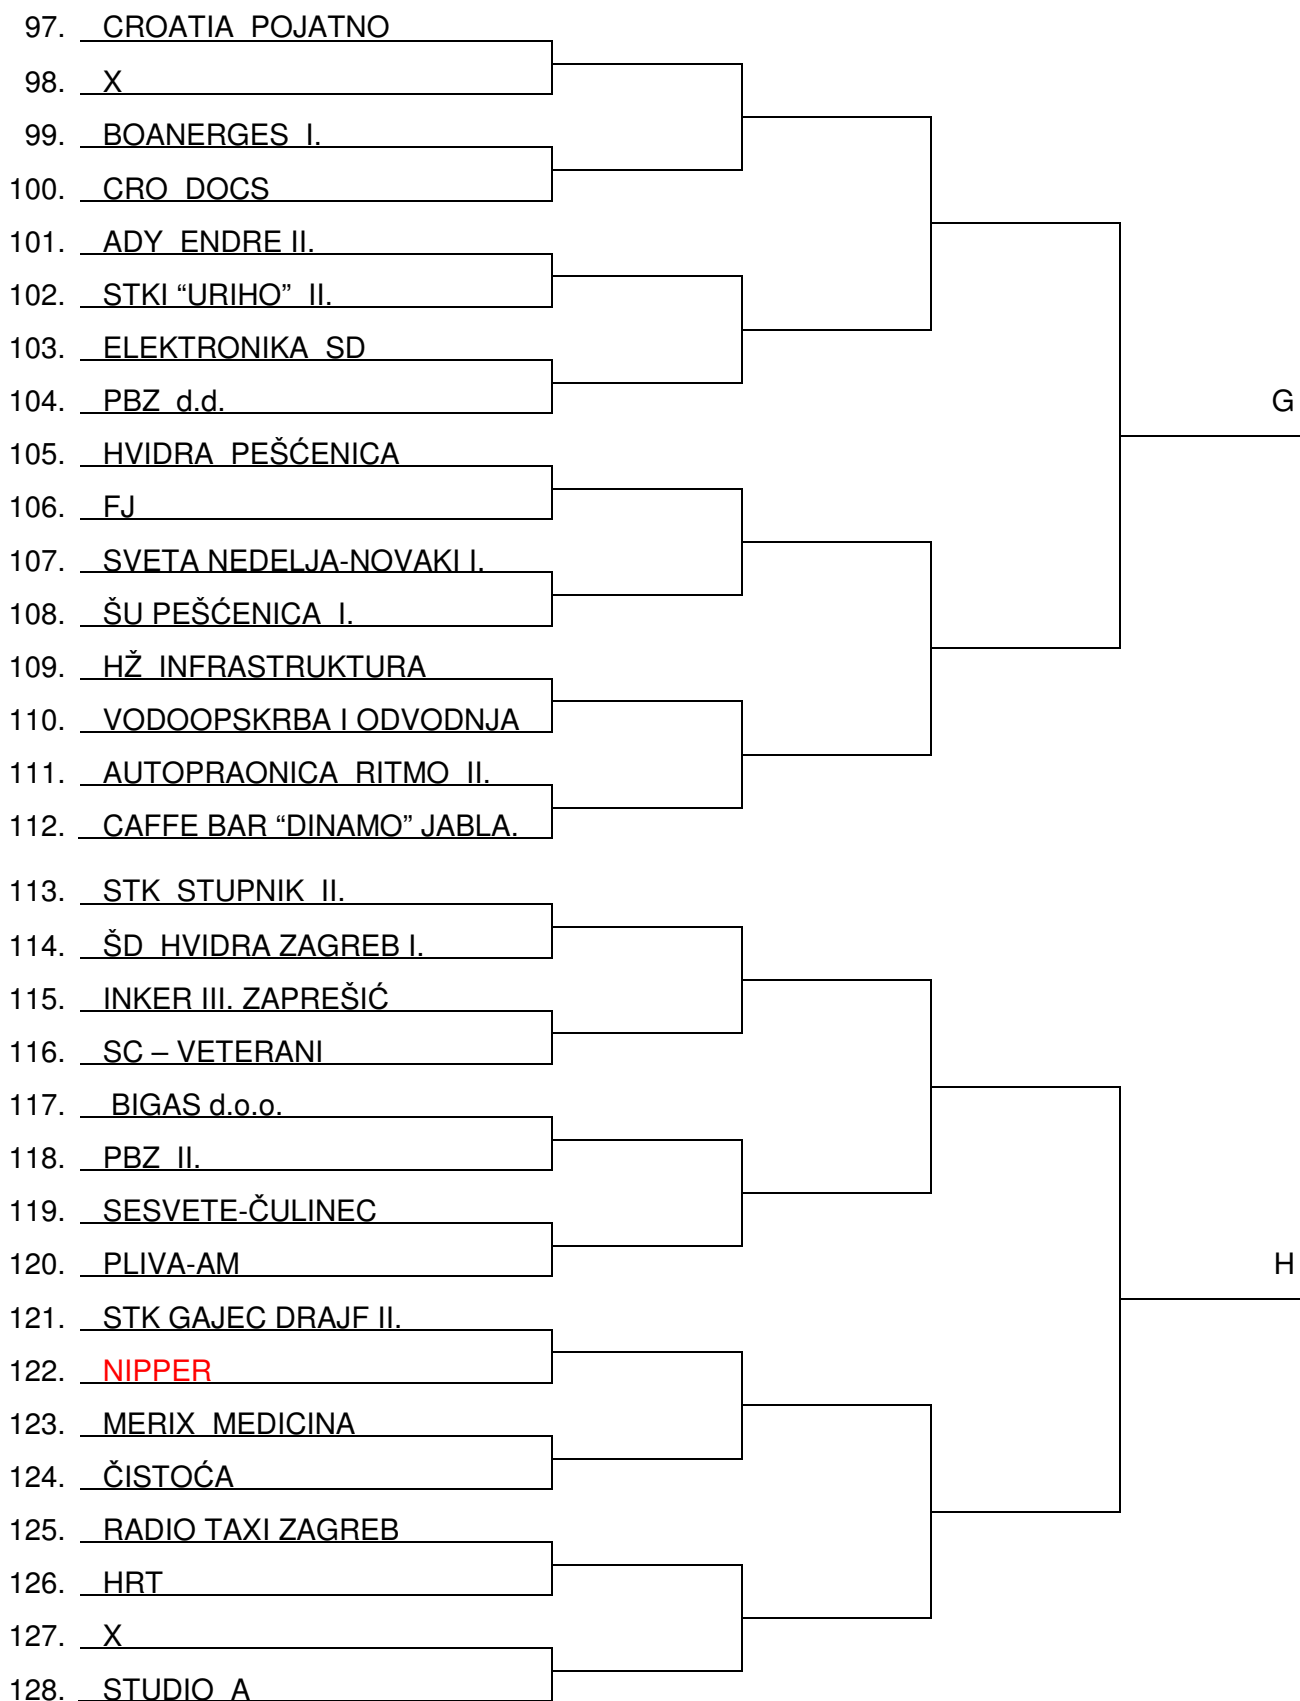 97. CROATIA POJATNO
98. X
99. BOANERGES I.
100. CRO DOCS
101. ADY ENDRE II.
102. STKI “URIHO” II.
103. ELEKTRONIKA SD
104. PBZ d.d.
G
105. HVIDRA PEŠĆENICA
106. FJ
107. SVETA NEDELJA-NOVAKI I.
108. ŠU PEŠĆENICA I.
109. HŽ INFRASTRUKTURA
110. VODOOPSKRBA I ODVODNJA
111. AUTOPRAONICA RITMO II.
112. CAFFE BAR “DINAMO” JABLA.
113. STK STUPNIK II.
114. ŠD HVIDRA ZAGREB I.
115. INKER III. ZAPREŠIĆ
116. SC – VETERANI
117. BIGAS d.o.o.
118. PBZ II.
119. SESVETE-ČULINEC
120. PLIVA-AM
H
121. STK GAJEC DRAJF II.
122. NIPPER
123. MERIX MEDICINA
124. ČISTOĆA
125. RADIO TAXI ZAGREB
126. HRT
127. X
128. STUDIO A